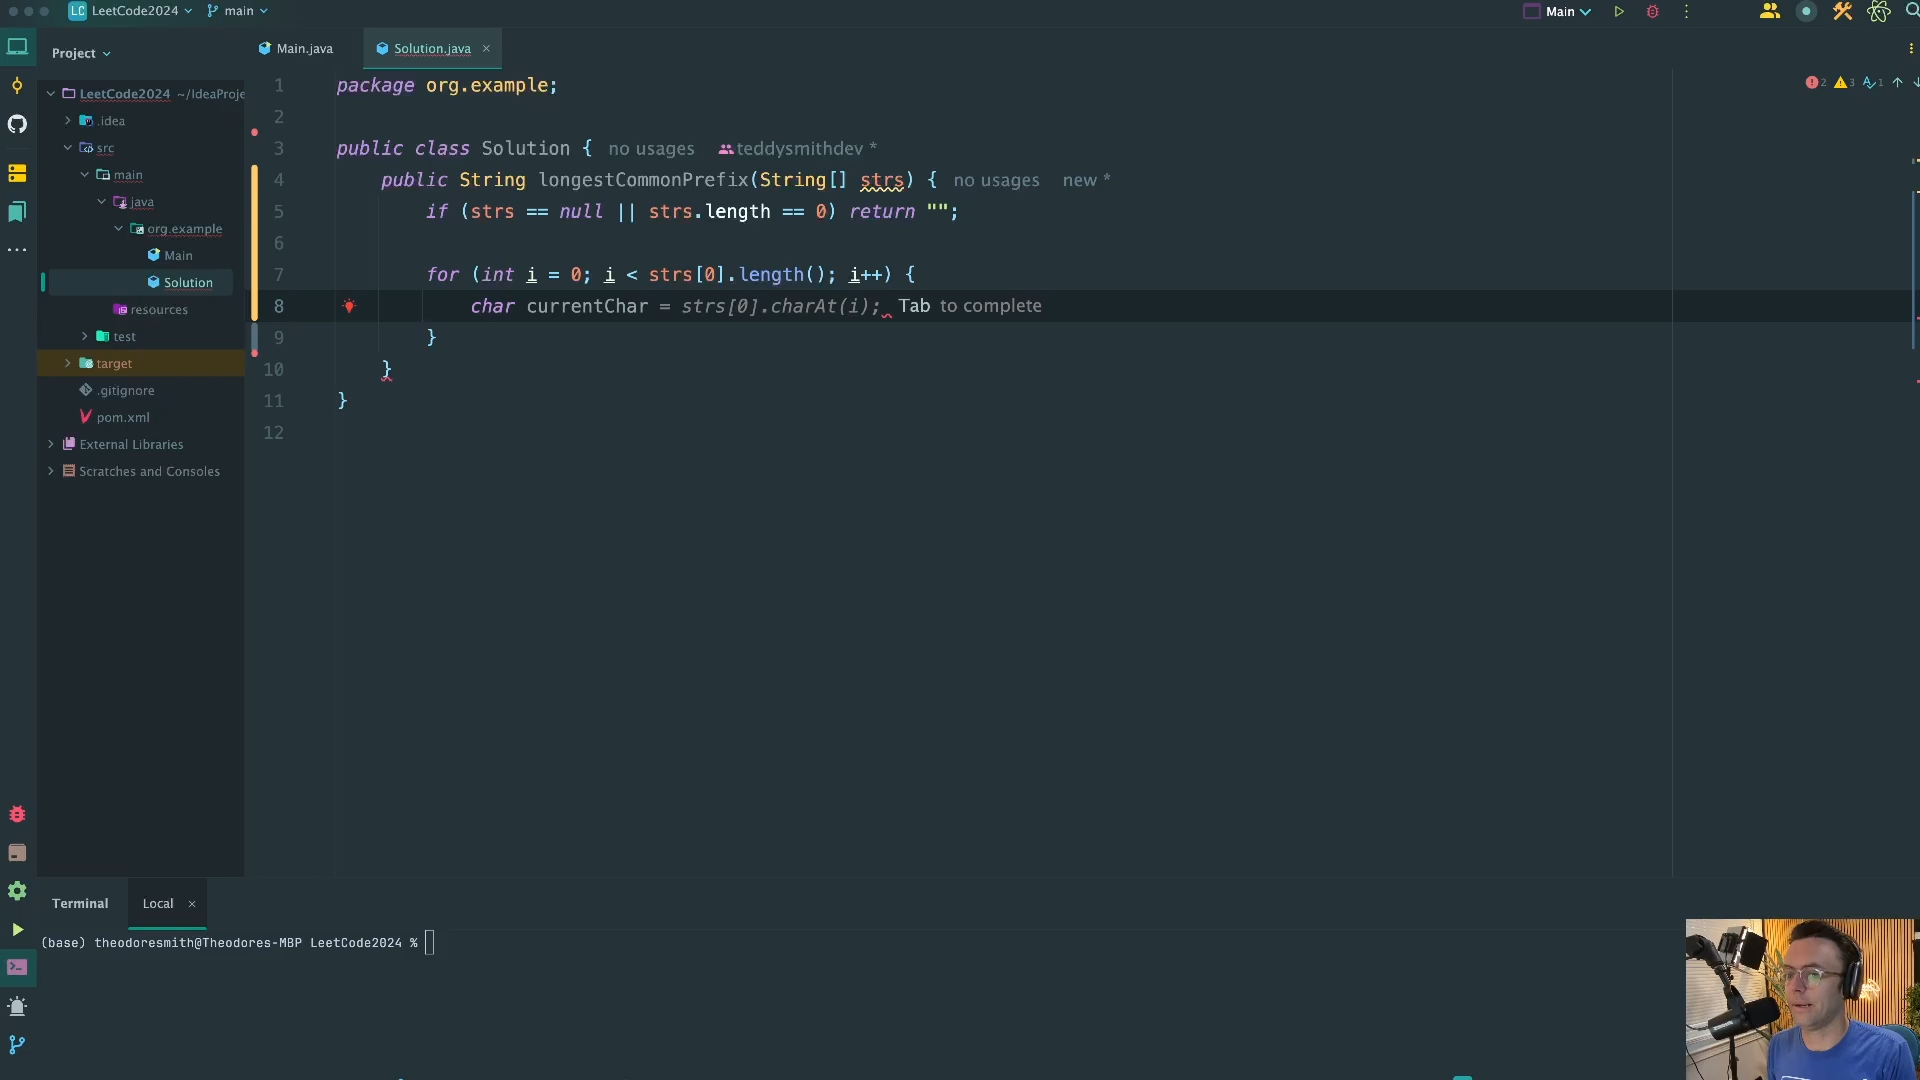 LC LeetCode2024 main Main
Project Main.java Solution.java
2 3 1
LeetCode2024 ~/IdeaProje
.idea
src
main
java
org.example
Main
Solution
resources
test
target
.gitignore
pom.xml
External Libraries
Scratches and Consoles
1 package org.example;
2
3 public class Solution { no usages teddysmithdev *
4 public String longestCommonPrefix(String[] strs) { no usages new *
5 if (strs == null || strs.length == 0) return "";
6
7 for (int i = 0; i < strs[0].length(); i++) {
8 char currentChar = strs[0].charAt(i); Tab to complete
9 }
10 }
11 }
12
Terminal Local
(base) theodoresmith@Theodores-MBP LeetCode2024 %